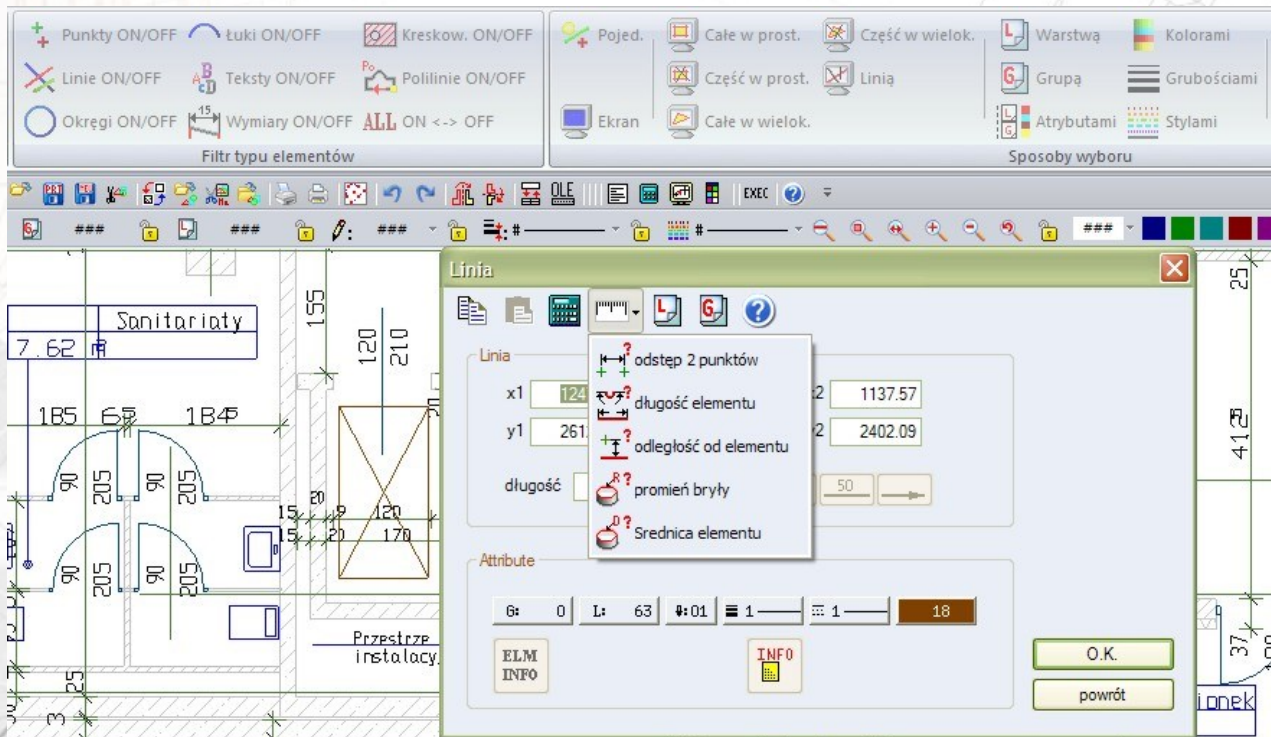 Punkty ON/OFF Łuki ON/OFF Kreskow. ON/OFF Pojed. Całe w prost. Część w wielok. Warstwą Kolorami
Linie ON/OFF Teksty ON/OFF Polilinie ON/OFF Część w prost. Linią Grupą Grubościami
Okręgi ON/OFF Wymiary ON/OFF ALL ON <-> OFF Ekran Całe w wielok. Atrybutami Stylami
Filtr typu elementów Sposoby wyboru
PRT OLE EXEC
G ### L ### ### # # ###
Linia
L G ?
Linia
odstęp 2 punktów
x1 124 długość elementu 1137.57
y1 odległość od elementu 2402.09
długość promień bryły 50
Srednica elementu
Attribute
G: 0 L: 63 01 1 1 18
ELM INFO INFO
O.K.
powrót
Sanitariaty
7.62
155
120
210
185 184
90 205 90 205
90 205 90 205
20
15 9 120
15 170
Przestrze
instalacy.
25
3
25
37
ionek